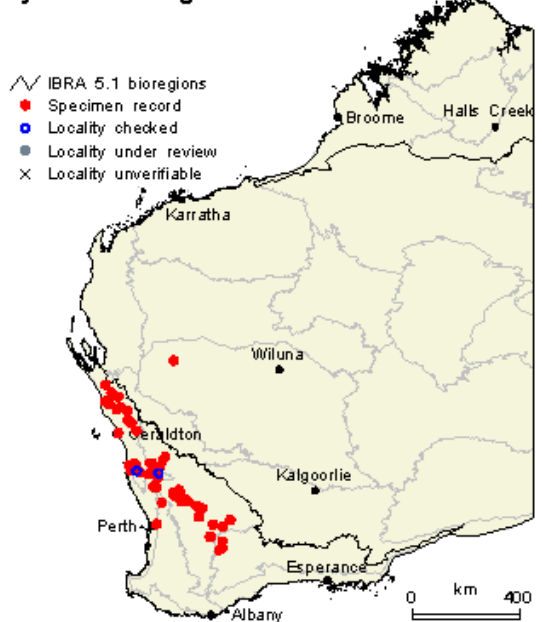 IBRA 5.1 bioregions
Specimen record
Locality checked
Locality under review
Locality unverifiable
Broome
Halls Creek
Karratha
Wiluna
Geraldton
Kalgoorlie
Perth
Esperance
Albany
km
0 400